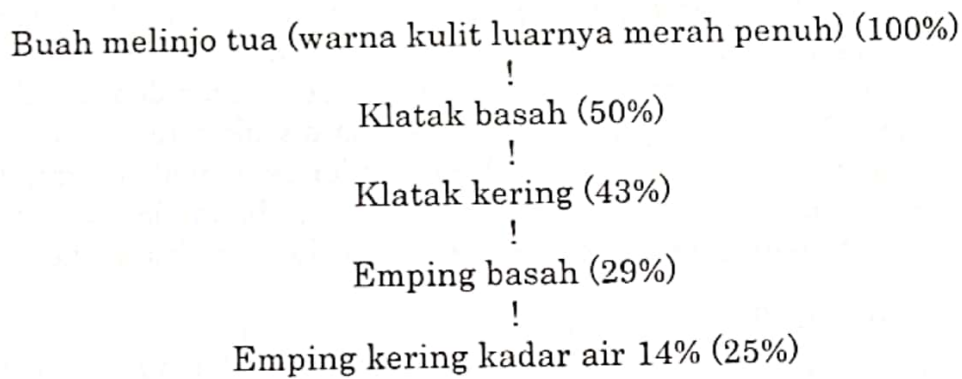 Buah melinjo tua (warna kulit luarnya merah penuh) (100%)
!
Klatak basah (50%)
!
Klatak kering (43%)
!
Emping basah (29%)
!
Emping kering kadar air 14% (25%)